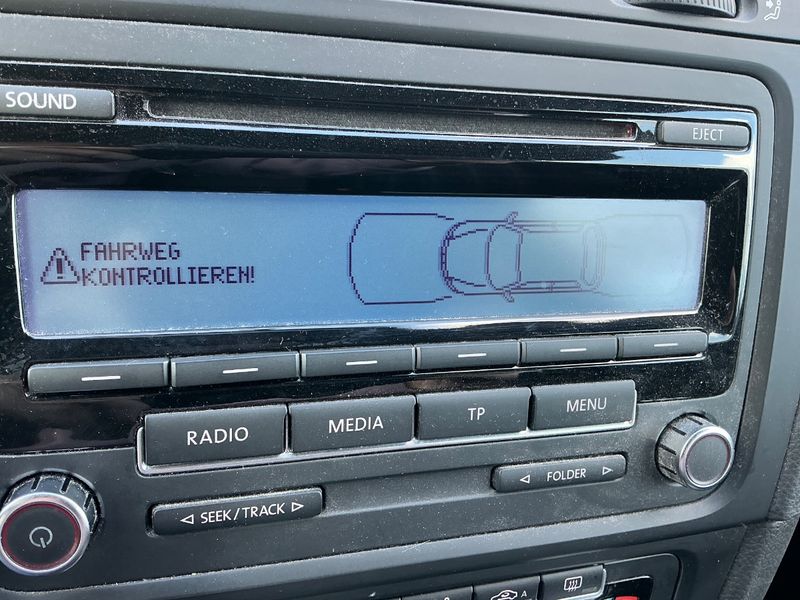 SOUND
EJECT
FAHRWEG
KONTROLLIEREN!
RADIO
MEDIA
TP
MENU
SEEK/TRACK
FOLDER
A